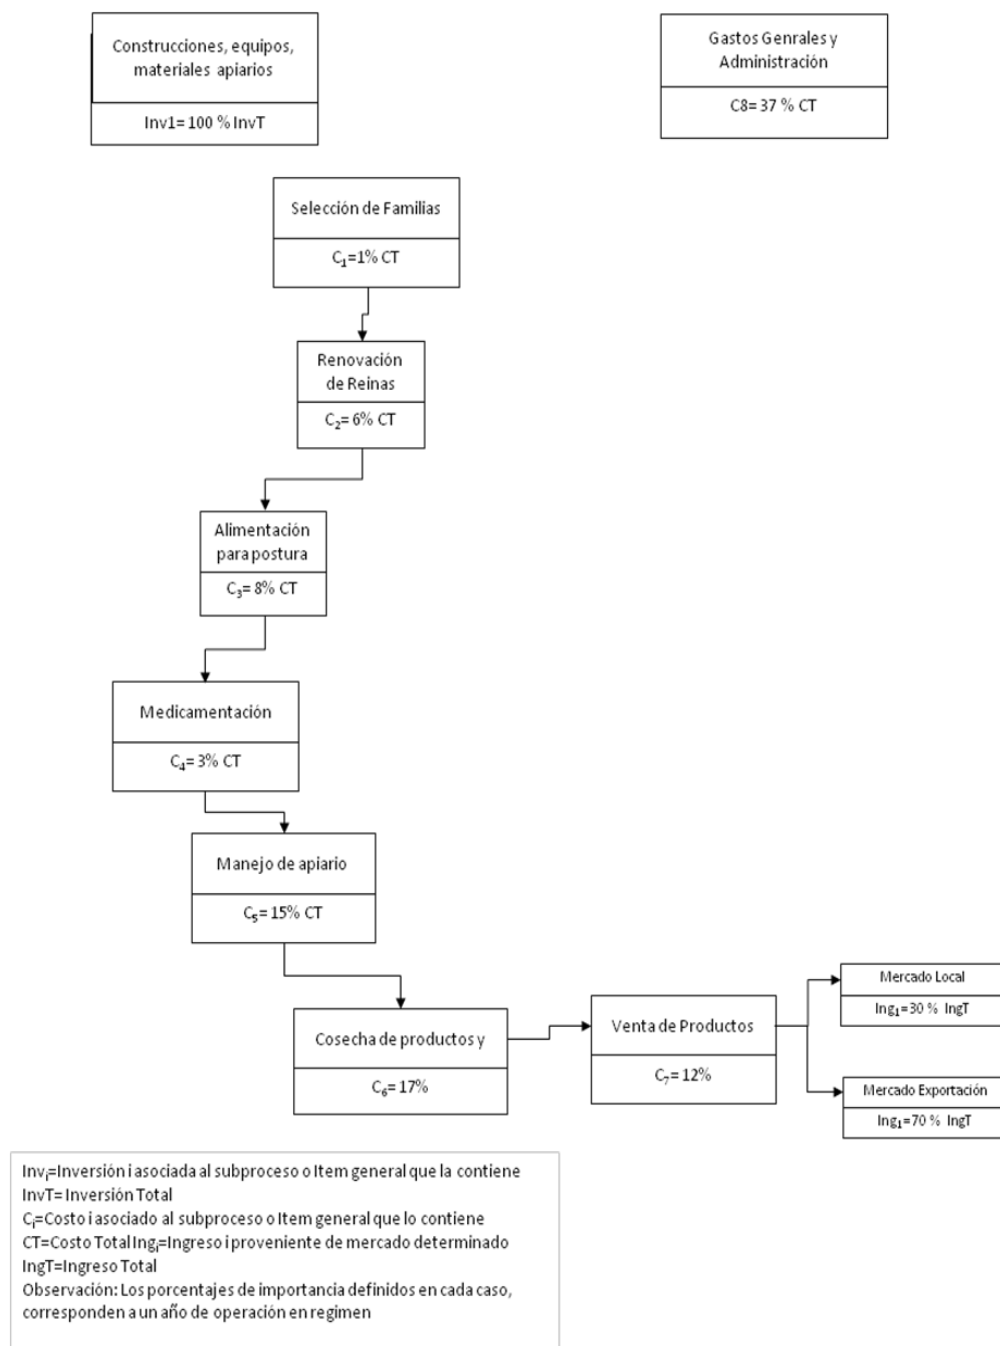 Construcciones, equipos,
materiales apiarios
Inv1= 100 % InvT
Gastos Genrales y
Administración
C8= 37 % CT
Selección de Familias
C₁=1% CT
Renovación
de Reinas
C₂= 6% CT
Alimentación
para postura
C₃= 8% CT
Medicamentación
C₄= 3% CT
Manejo de apiario
C₅= 15% CT
Cosecha de productos y
C₆= 17%
Venta de Productos
C₇= 12%
Mercado Local
Ing₁=30 % IngT
Mercado Exportación
Ing₁=70 % IngT
Invᵢ=Inversión i asociada al subproceso o Item general que la contiene
InvT= Inversión Total
Cᵢ=Costo i asociado al subproceso o Item general que lo contiene
CT=Costo Total Ingᵢ=Ingreso i proveniente de mercado determinado
IngT=Ingreso Total
Observación: Los porcentajes de importancia definidos en cada caso,
corresponden a un año de operación en regimen